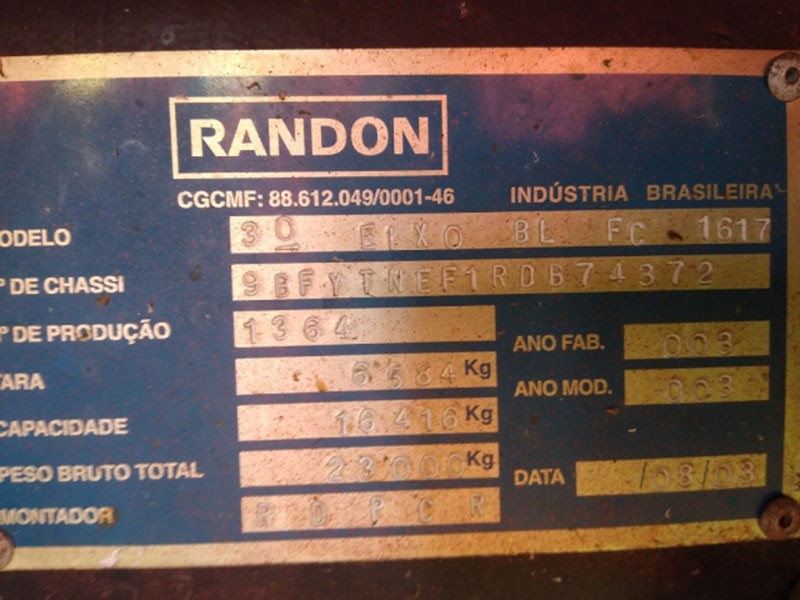 RANDON
CGCMF: 88.612.049/0001-46 INDÚSTRIA BRASILEIRA
ODELO 3O EIXO BL FC 1617
º DE CHASSI 9BFYTNEF1RDB74372
º DE PRODUÇÃO 1364
ANO FAB. 003
ARA 6584 Kg
ANO MOD. 003
CAPACIDADE 16416 Kg
PESO BRUTO TOTAL 23000 Kg
DATA /08/03
MONTADOR RDPCR